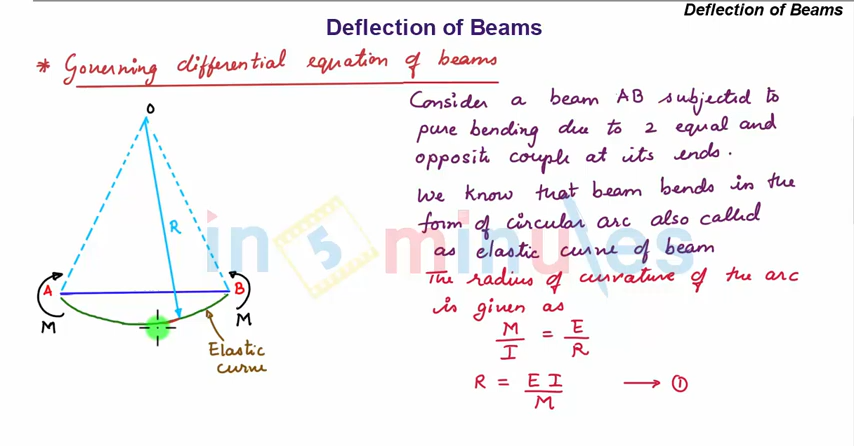 Deflection of Beams
Deflection of Beams
* Governing differential equation of beams
O
R
A
B
M
M
Elastic
curve
Consider a beam AB subjected to
pure bending due to 2 equal and
opposite couple at its ends.
We know that beam bends in the
form of circular arc also called
as elastic curve of beam
The radius of curvature of the arc
is given as
M/I = E/R
R = EI/M → ①
in 5 minutes